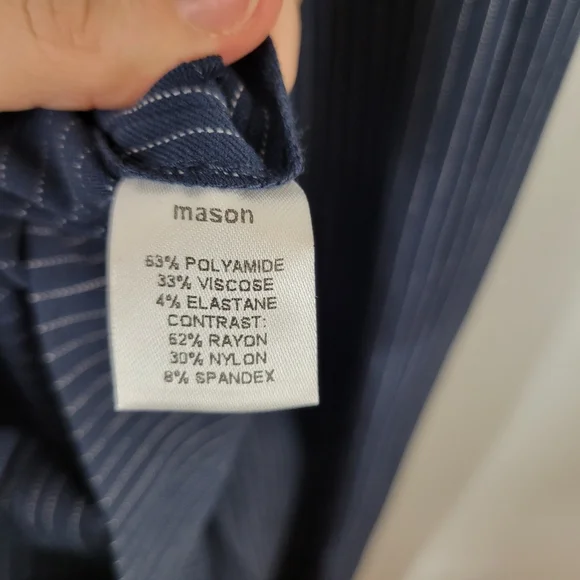 mason
63% POLYAMIDE
33% VISCOSE
4% ELASTANE
CONTRAST:
62% RAYON
30% NYLON
8% SPANDEX